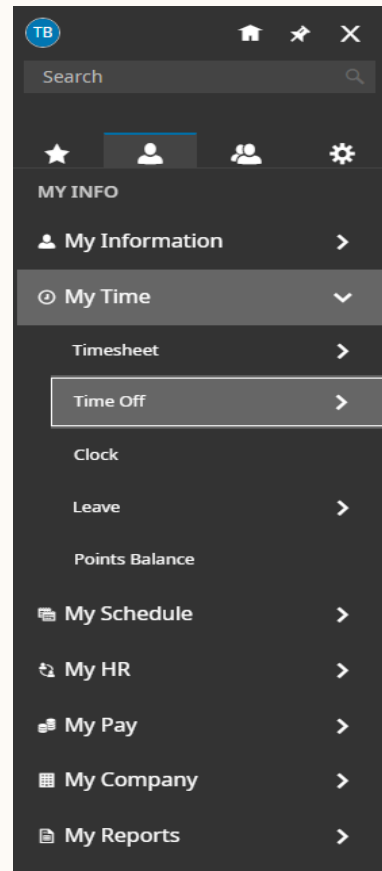 TB
Search
MY INFO
My Information
My Time
Timesheet
Time Off
Clock
Leave
Points Balance
My Schedule
My HR
My Pay
My Company
My Reports